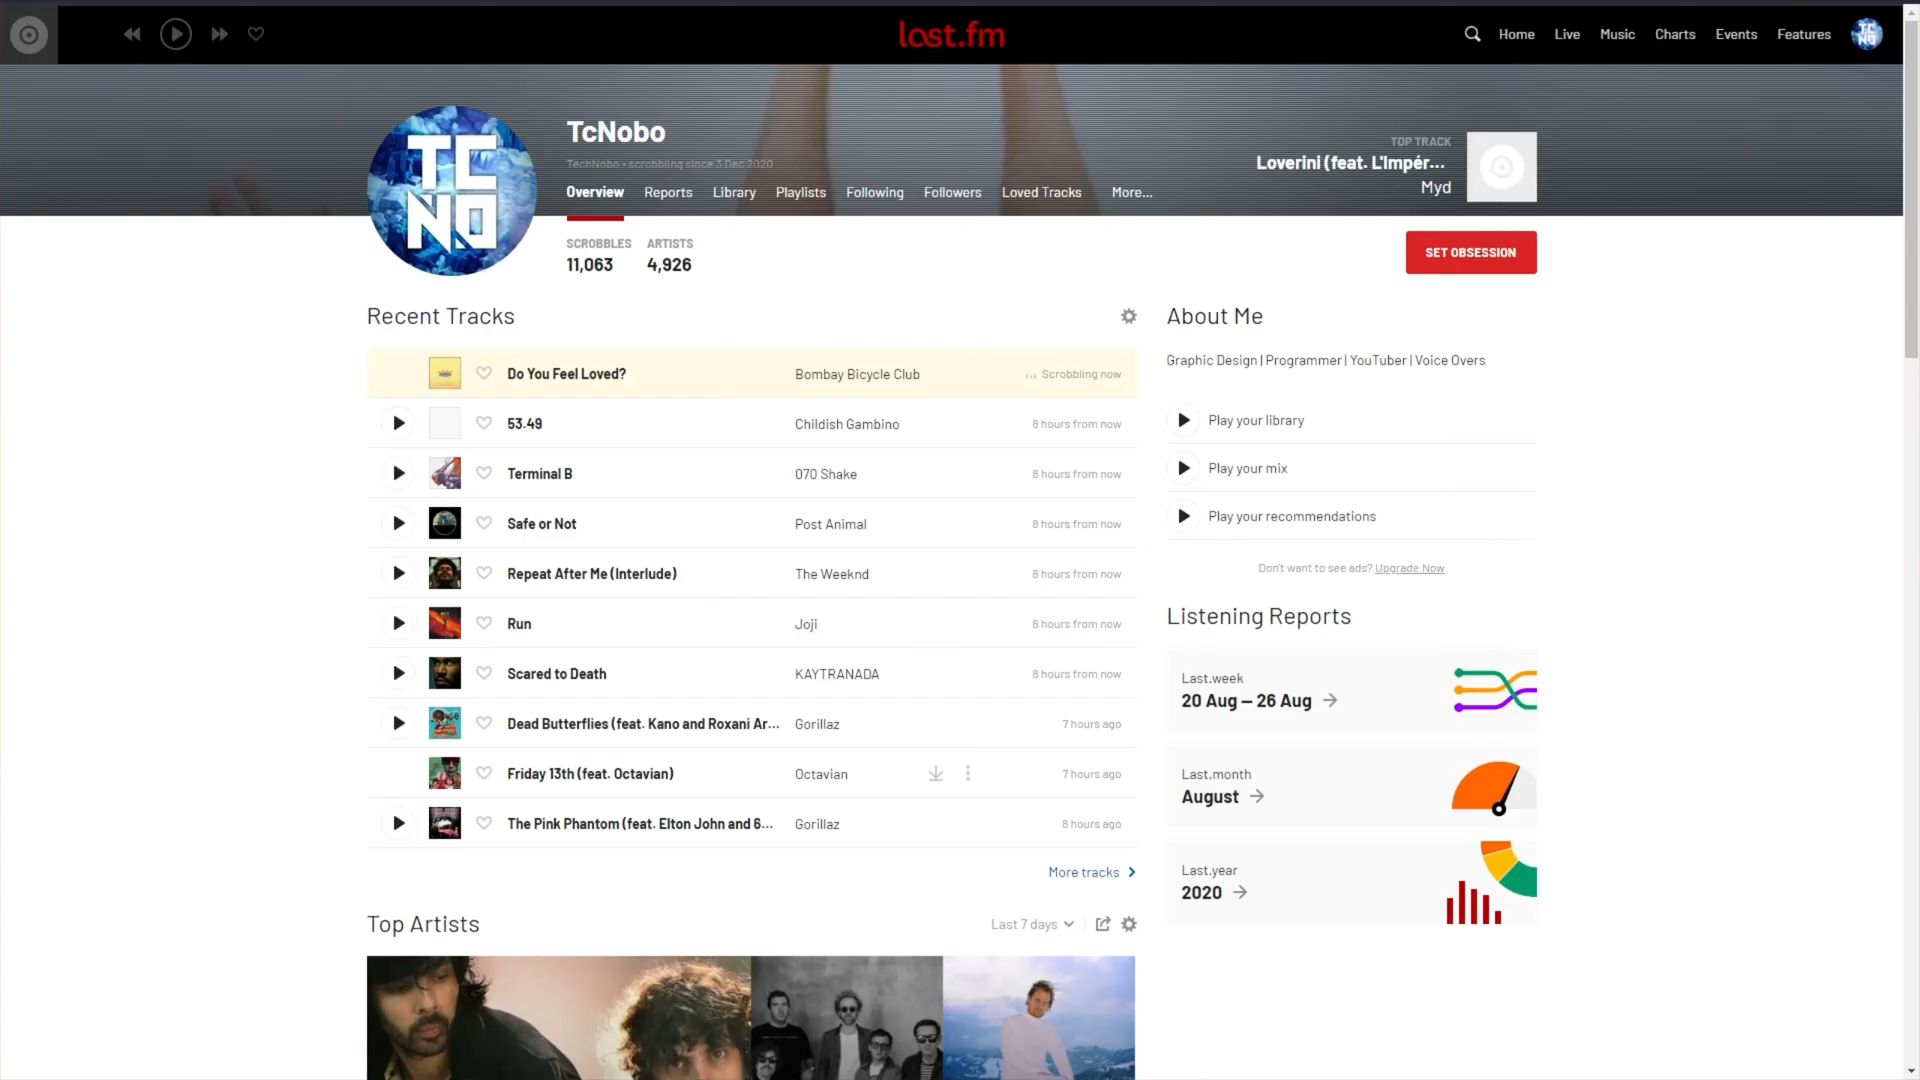 last.fm
Home Live Music Charts Events Features
TC
NO
TcNobo
TechNobo • scrobbling since 3 Dec 2020
Overview Reports Library Playlists Following Followers Loved Tracks More...
TOP TRACK
Loverini (feat. L'Impér...
Myd
SCROBBLES ARTISTS
11,063 4,926
SET OBSESSION
Recent Tracks
Do You Feel Loved? Bombay Bicycle Club Scrobbling now
53.49 Childish Gambino 8 hours from now
Terminal B 070 Shake 8 hours from now
Safe or Not Post Animal 8 hours from now
Repeat After Me (Interlude) The Weeknd 8 hours from now
Run Joji 8 hours from now
Scared to Death KAYTRANADA 8 hours from now
Dead Butterflies (feat. Kano and Roxani Ar... Gorillaz 7 hours ago
Friday 13th (feat. Octavian) Octavian 7 hours ago
The Pink Phantom (feat. Elton John and 6... Gorillaz 8 hours ago
More tracks
Top Artists
Last 7 days
About Me
Graphic Design | Programmer | YouTuber | Voice Overs
Play your library
Play your mix
Play your recommendations
Don't want to see ads? Upgrade Now
Listening Reports
Last.week
20 Aug — 26 Aug
Last.month
August
Last.year
2020